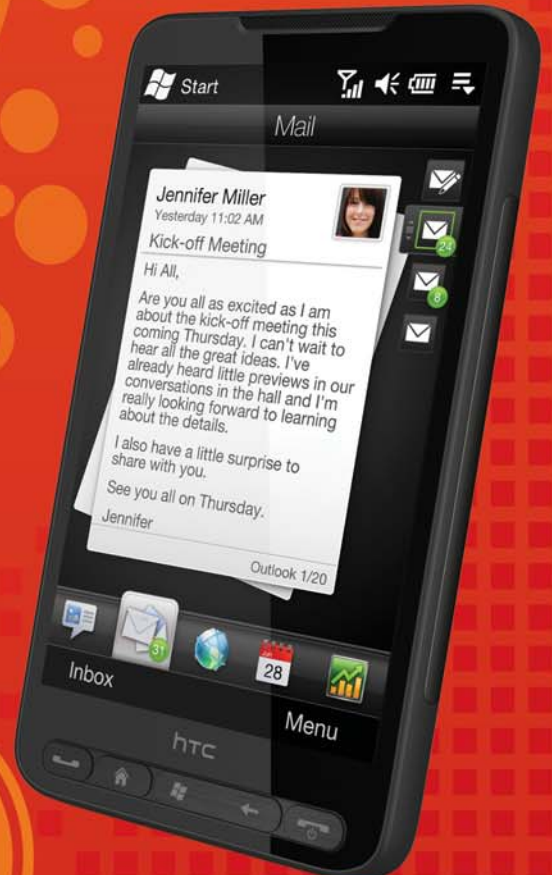 Start
Mail
Jennifer Miller
Yesterday 11:02 AM
Kick-off Meeting
24
8
Hi All,
Are you all as excited as I am
about the kick-off meeting this
coming Thursday. I can't wait to
hear all the great ideas. I've
already heard little previews in our
conversations in the hall and I'm
really looking forward to learning
about the details.
I also have a little surprise to
share with you.
See you all on Thursday.
Jennifer
Outlook 1/20
31
28
Inbox
Menu
hTC